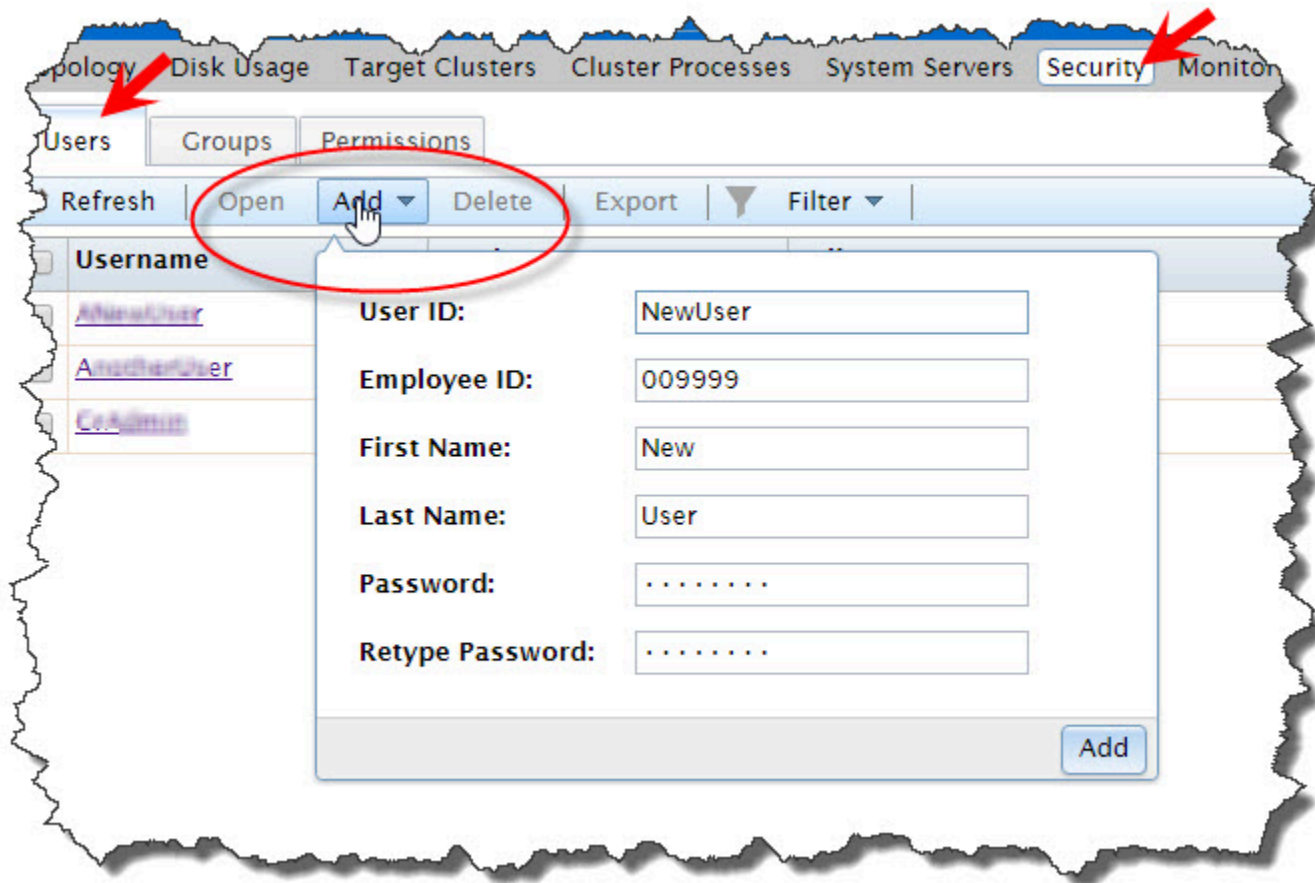 pology Disk Usage Target Clusters Cluster Processes System Servers Security Monitor
Users Groups Permissions
Refresh Open Add Delete Export Filter
Username
User ID: NewUser
Employee ID: 009999
First Name: New
Last Name: User
Password: ········
Retype Password: ········
Add